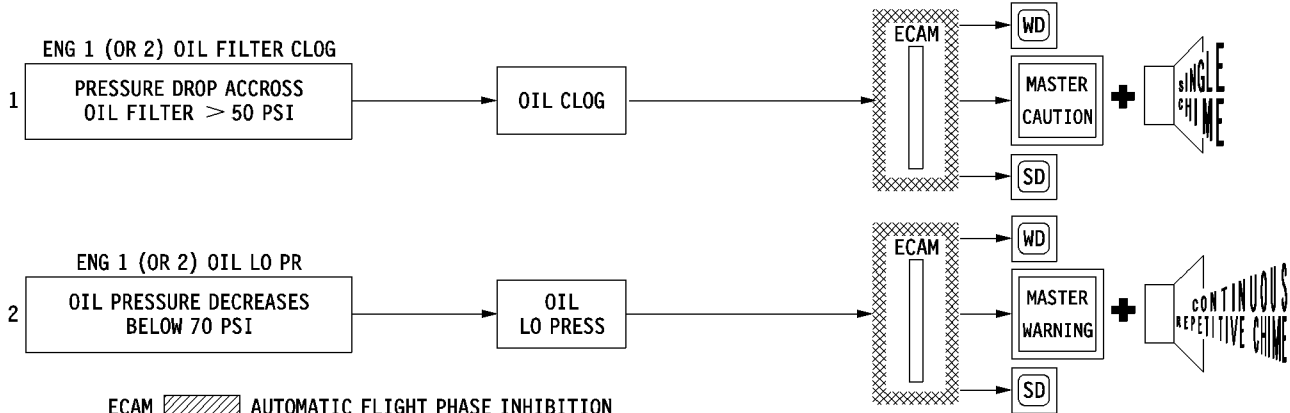 ENG 1 (OR 2) OIL FILTER CLOG
1
PRESSURE DROP ACCROSS
OIL FILTER > 50 PSI
OIL CLOG
ECAM
WD
MASTER
CAUTION
+
SINGLE
CHIME
SD
ENG 1 (OR 2) OIL LO PR
2
OIL PRESSURE DECREASES
BELOW 70 PSI
OIL
LO PRESS
ECAM
WD
MASTER
WARNING
+
CONTINUOUS
REPETITIVE CHIME
SD
ECAM AUTOMATIC FLIGHT PHASE INHIBITION